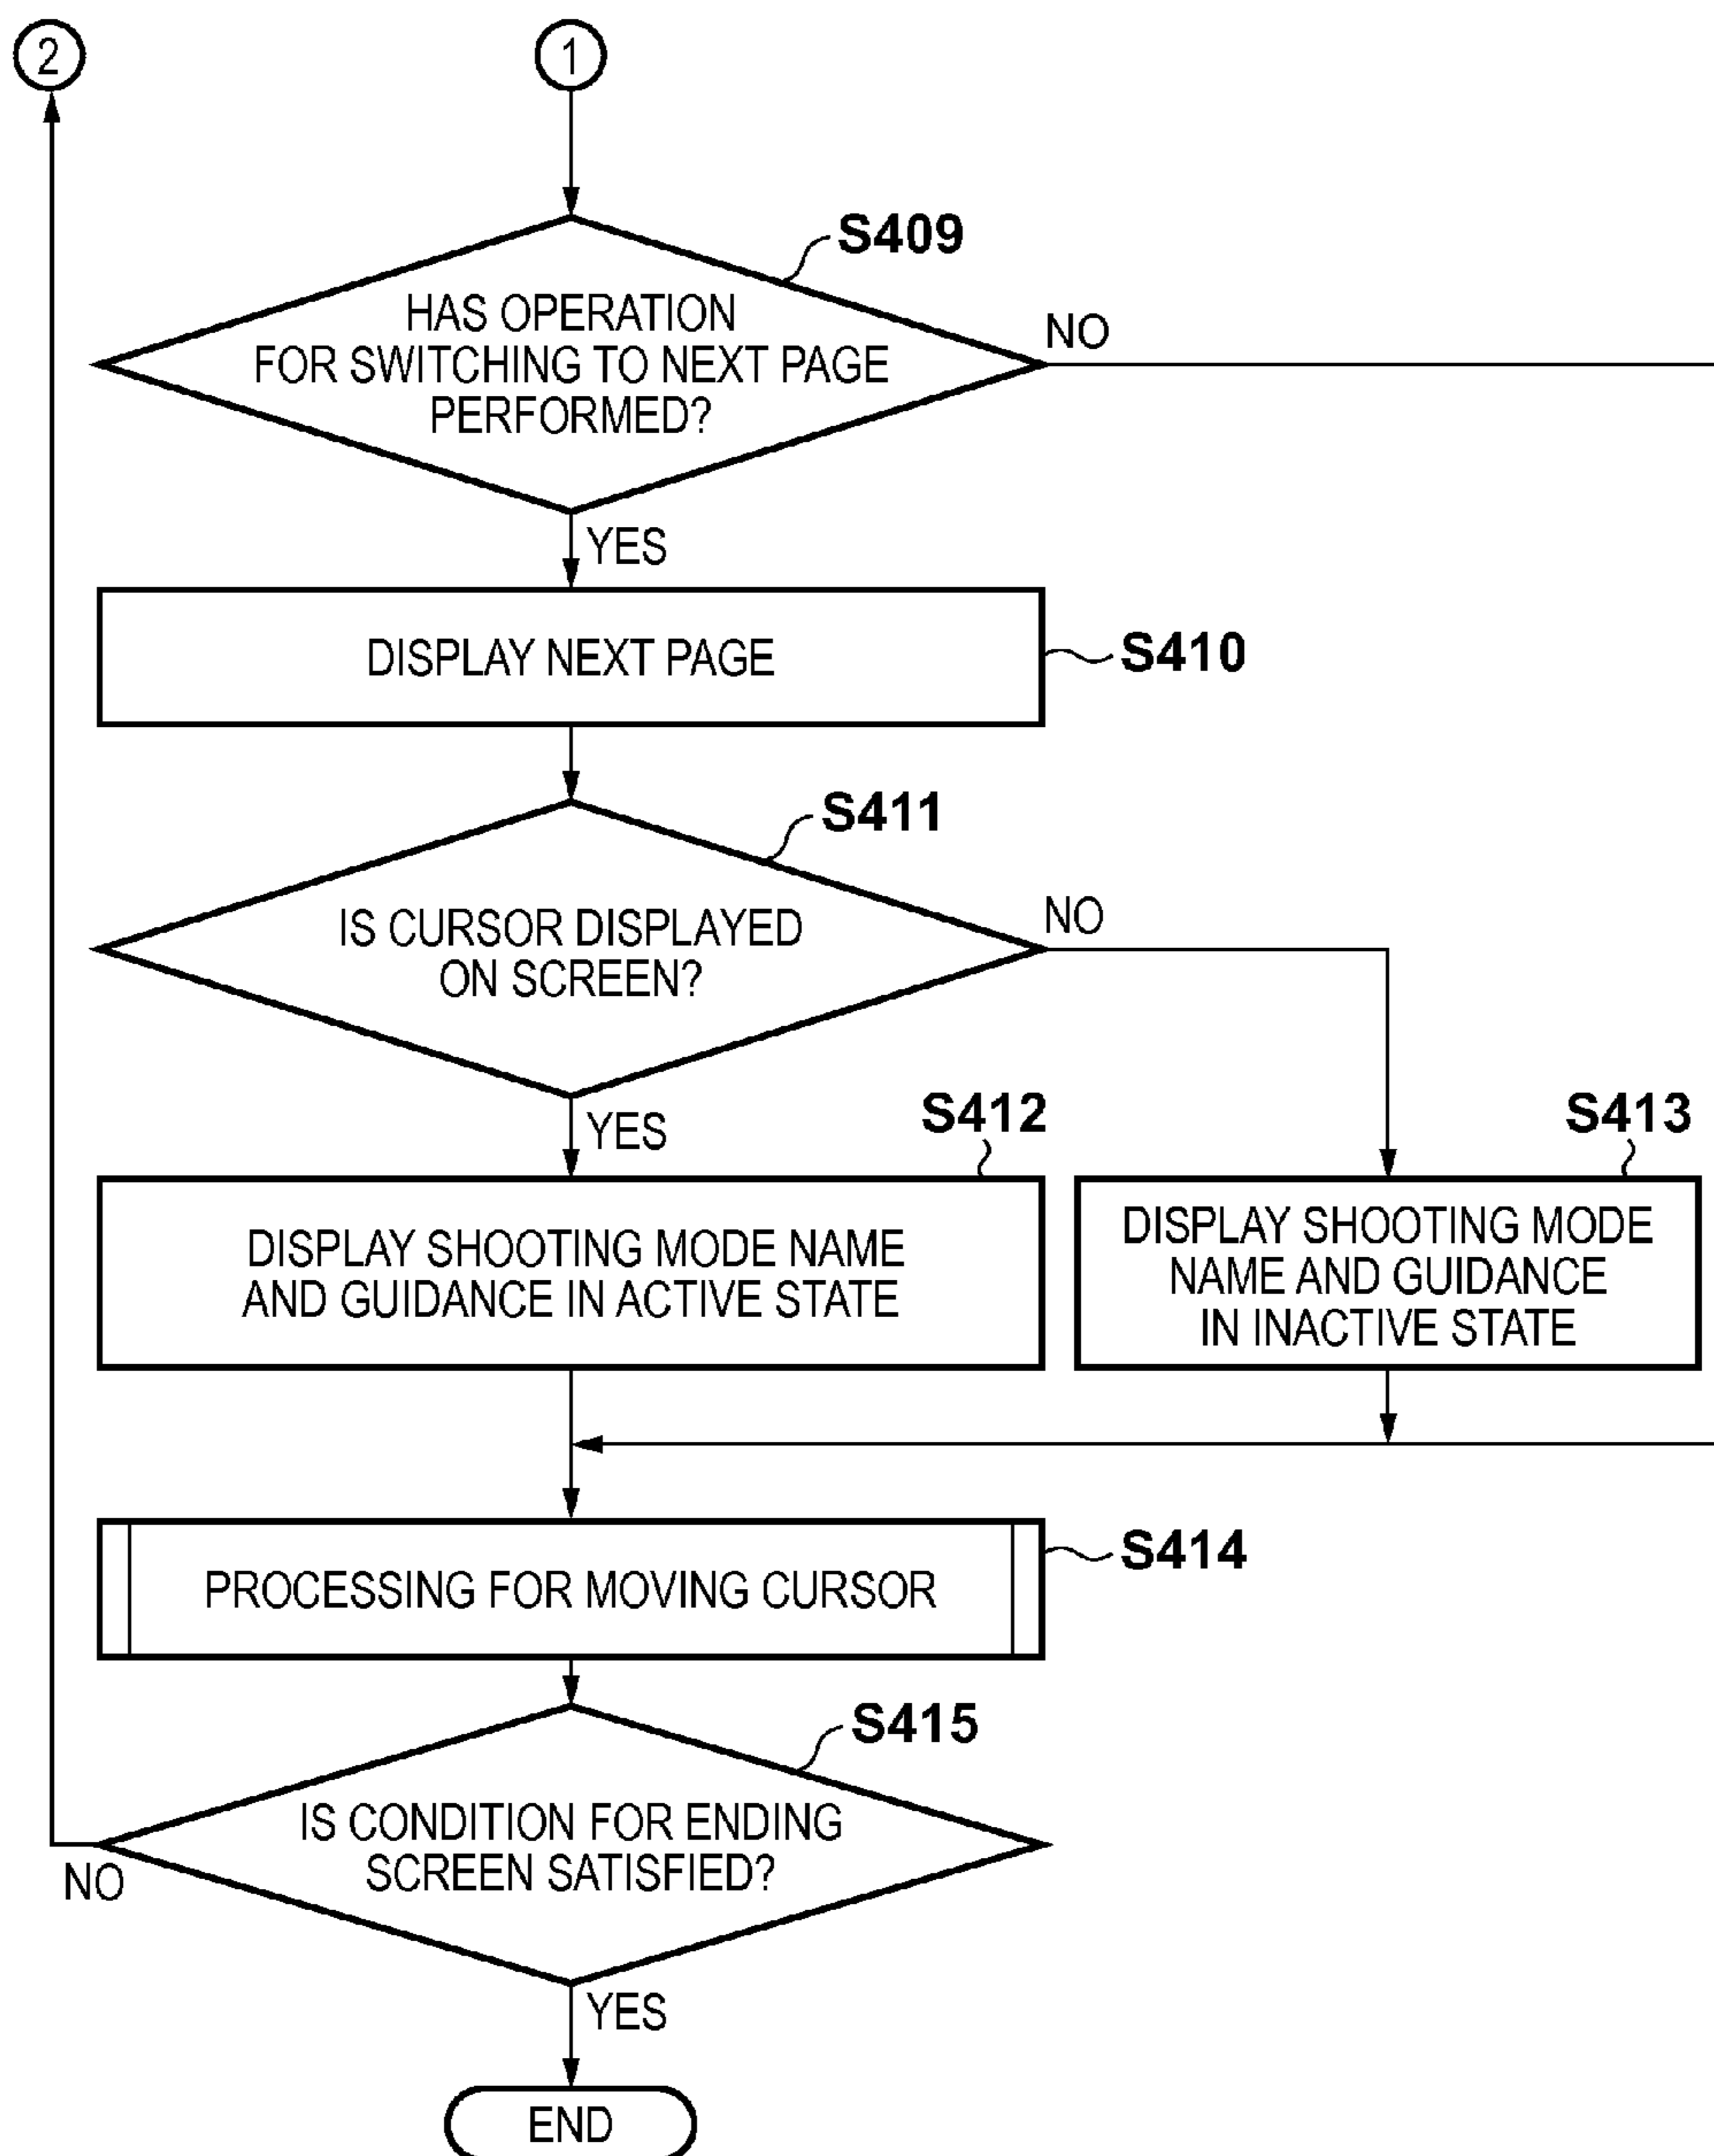 2
1
S409
HAS OPERATION
FOR SWITCHING TO NEXT PAGE
PERFORMED?
NO
YES
DISPLAY NEXT PAGE
S410
S411
IS CURSOR DISPLAYED
ON SCREEN?
NO
YES
S412
S413
DISPLAY SHOOTING MODE NAME
AND GUIDANCE IN ACTIVE STATE
DISPLAY SHOOTING MODE
NAME AND GUIDANCE
IN INACTIVE STATE
PROCESSING FOR MOVING CURSOR
S414
S415
IS CONDITION FOR ENDING
SCREEN SATISFIED?
NO
YES
END